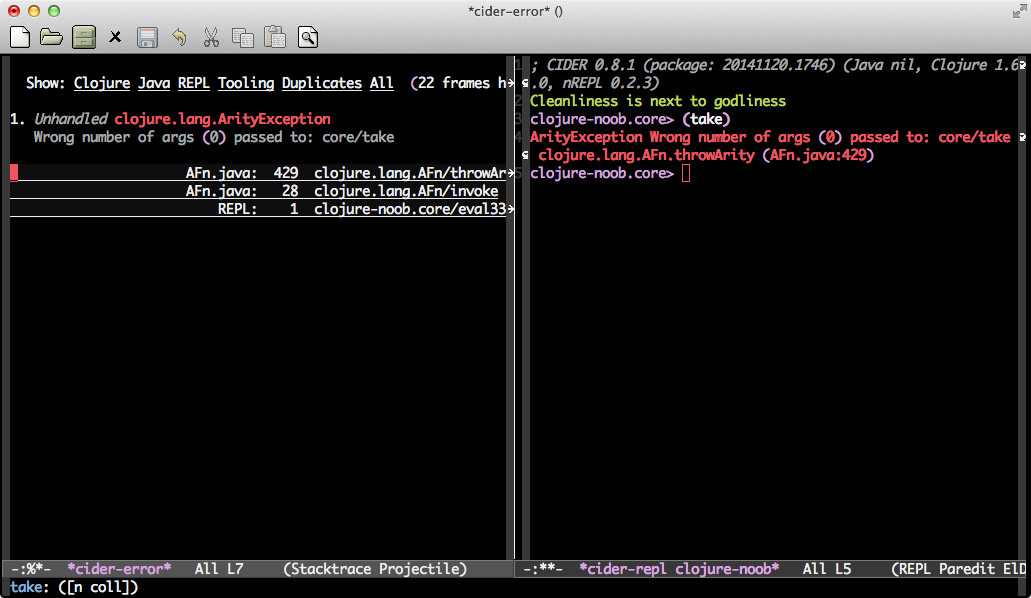 *cider-error* ()
Show: Clojure Java REPL Tooling Duplicates All (22 frames h
1. Unhandled clojure.lang.ArityException
Wrong number of args (0) passed to: core/take
AFn.java: 429 clojure.lang.AFn/throwAr
AFn.java: 28 clojure.lang.AFn/invoke
REPL: 1 clojure-noob.core/eval33
-:%*- *cider-error* All L7 (Stacktrace Projectile)
1 ; CIDER 0.8.1 (package: 20141120.1746) (Java nil, Clojure 1.6
.0, nREPL 0.2.3)
2 Cleanliness is next to godliness
3 clojure-noob.core> (take)
4 ArityException Wrong number of args (0) passed to: core/take
clojure.lang.AFn.throwArity (AFn.java:429)
5 clojure-noob.core>
-:**- *cider-repl clojure-noob* All L5 (REPL Paredit ElD
take: ([n coll])